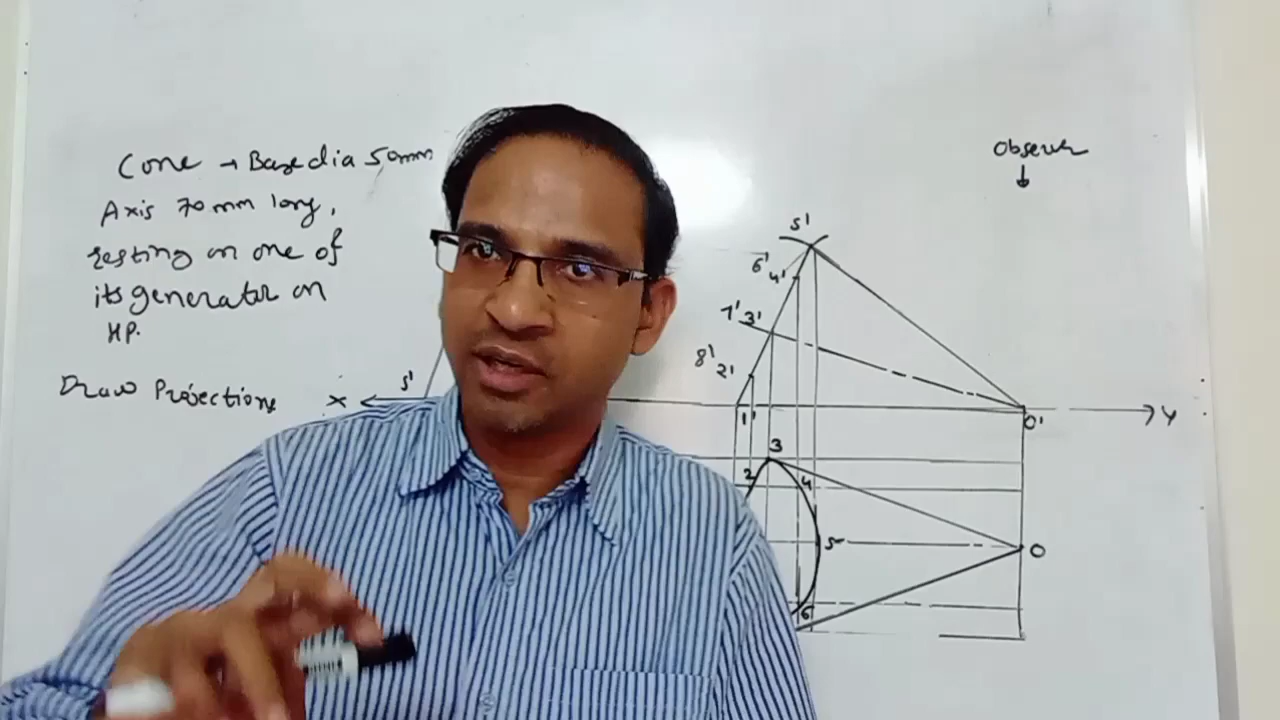 Cone → Base dia 50mm
Axis 70 mm long,
resting on one of
its generator on
HP.
Draw Projections
X
s'
Observer
5'
6' 4'
7' 3'
8' 2'
1'
O'
Y
3
2
4
5
O
6